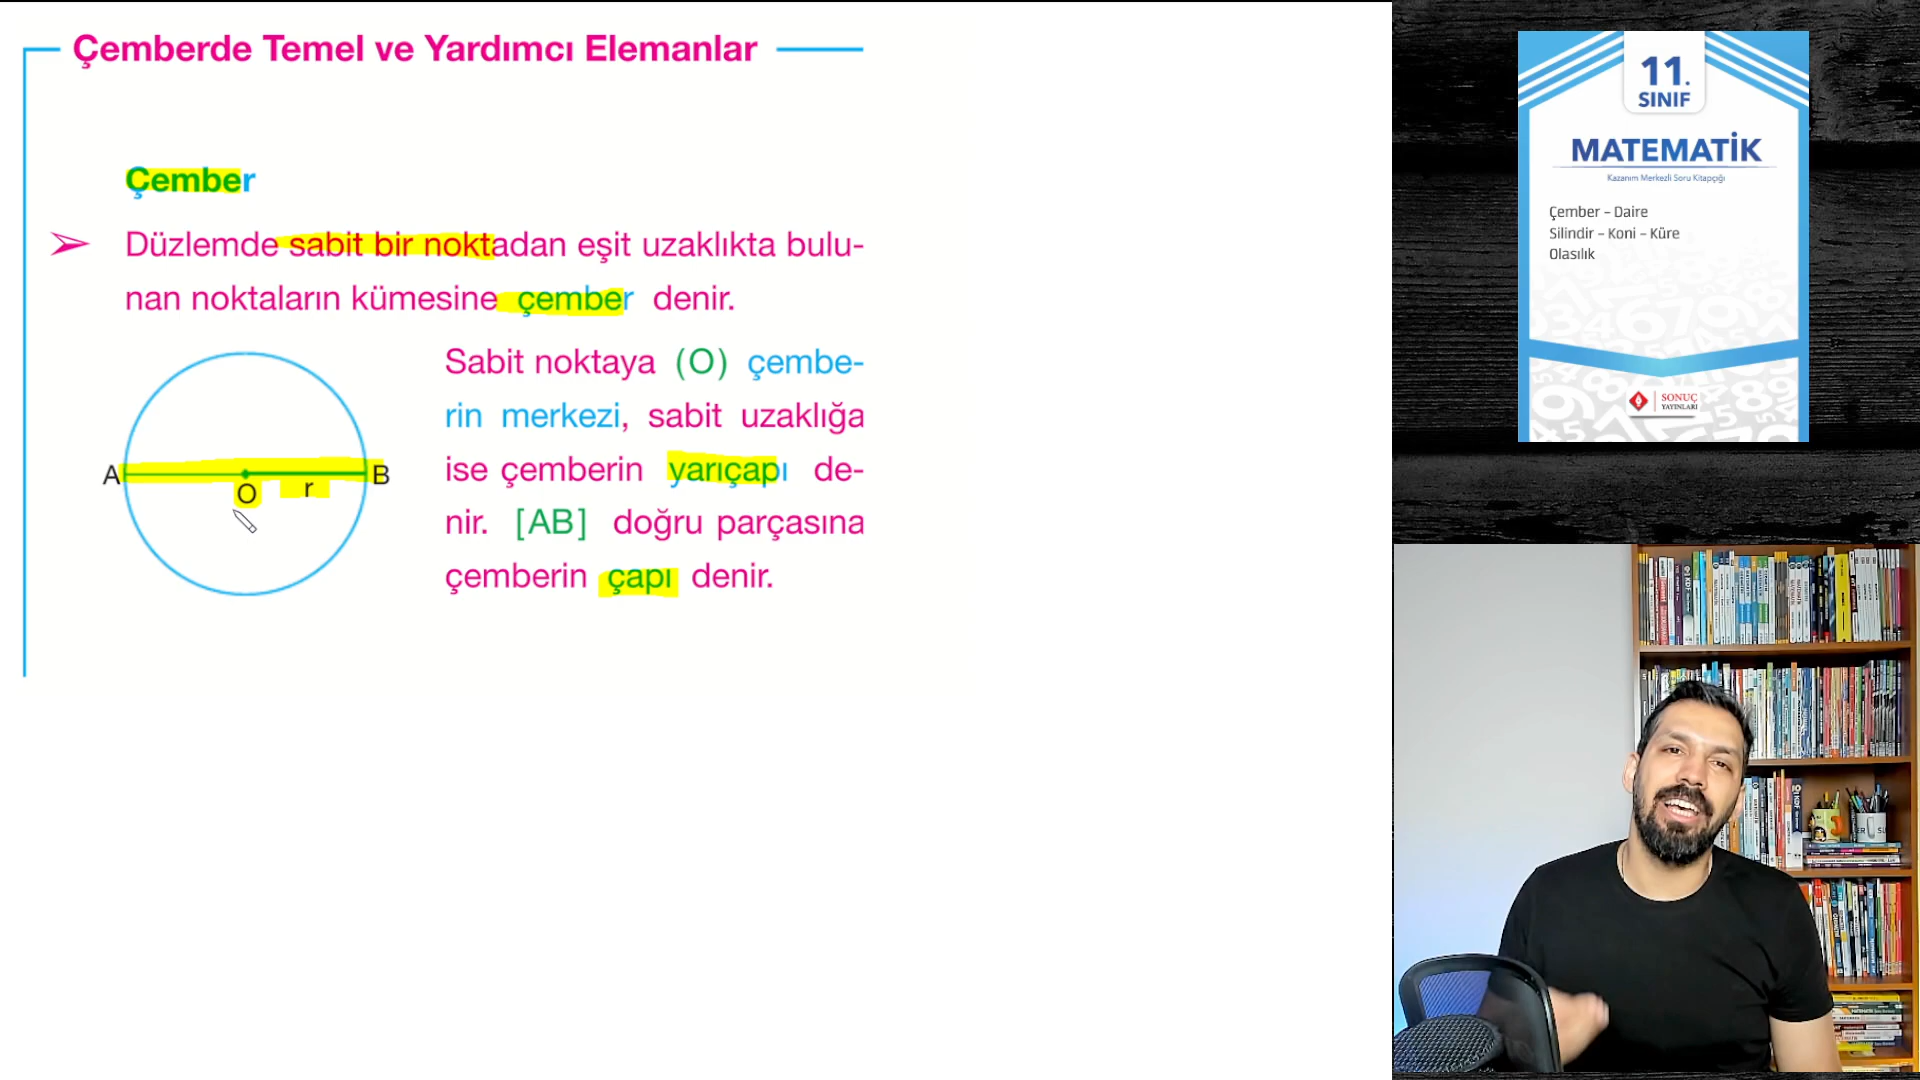 Çemberde Temel ve Yardımcı Elemanlar
Çember
Düzlemde sabit bir noktadan eşit uzaklıkta bulu-
nan noktaların kümesine çember denir.
Sabit noktaya (O) çembe-
rin merkezi, sabit uzaklığa
ise çemberin yarıçapı de-
nir. [AB] doğru parçasına
çemberin çapı denir.
A
O
r
B
11.
SINIF
MATEMATİK
Kazanım Merkezli Soru Kitapçığı
Çember – Daire
Silindir – Koni – Küre
Olasılık
SONUÇ
YAYINLARI